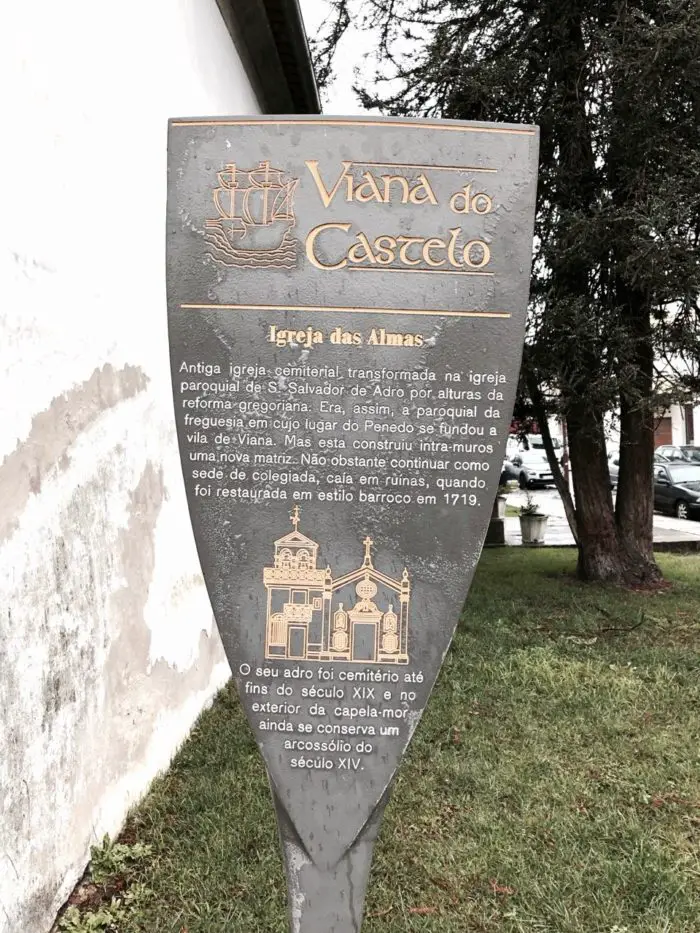 Viana do
Castelo
Igreja das Almas
Antiga igreja cemiterial transformada na igreja
paroquial de S. Salvador de Adro por alturas da
reforma gregoriana. Era, assim, a paroquial da
freguesia em cujo lugar do Penedo se fundou a
vila de Viana. Mas esta construiu intra-muros
uma nova matriz. Não obstante continuar como
sede de colegiada, caía em ruínas, quando
foi restaurada em estilo barroco em 1719.
O seu adro foi cemitério até
fins do século XIX e no
exterior da capela-mor
ainda se conserva um
arcossólio do
século XIV.